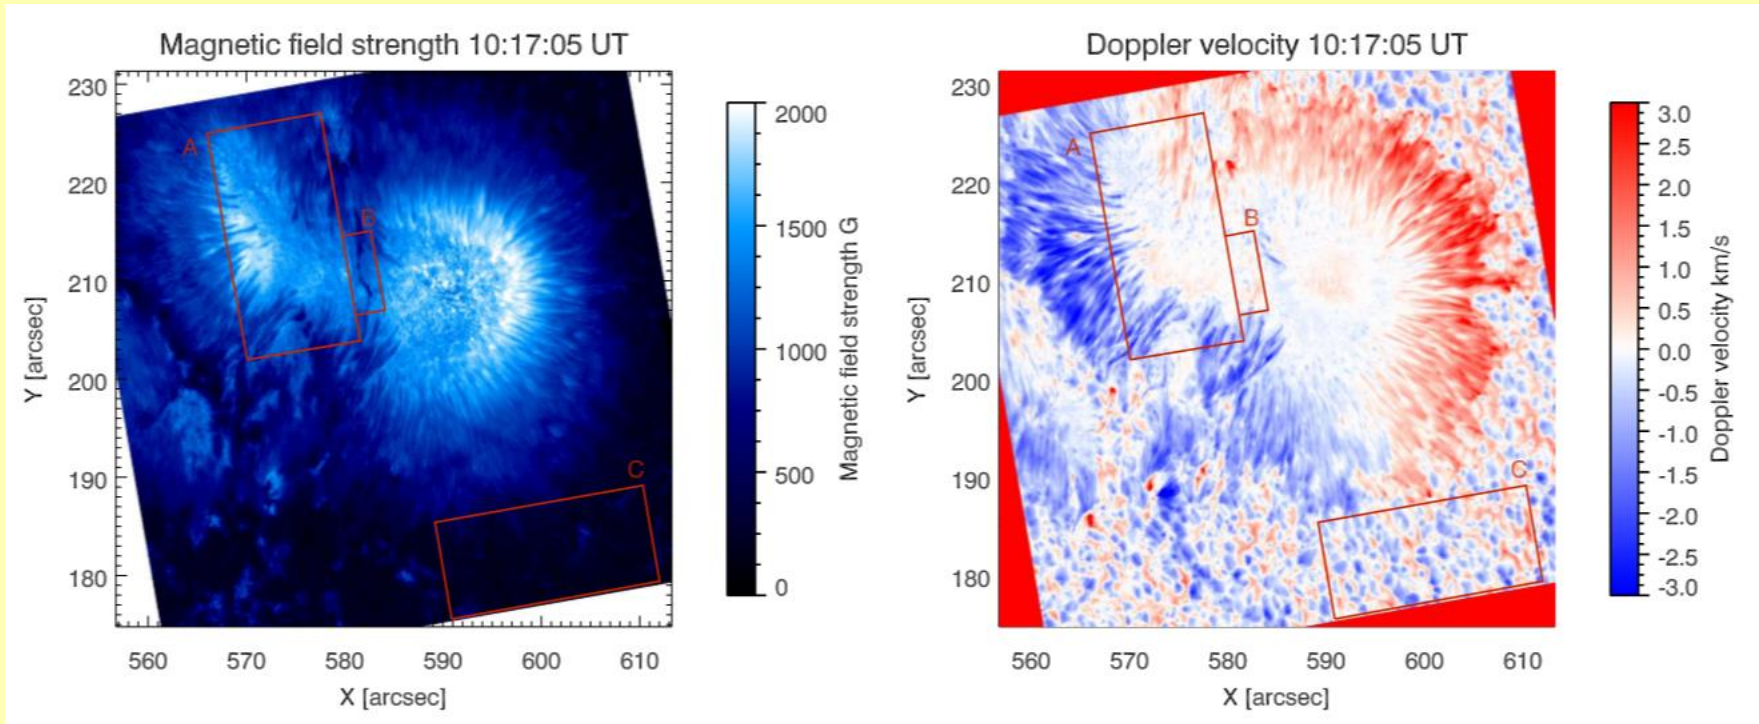 Magnetic field strength 10:17:05 UT
230
220
210
200
190
180
Y [arcsec]
560 570 580 590 600 610
X [arcsec]
A
B
C
2000
1500
1000
500
0
Magnetic field strength G
Doppler velocity 10:17:05 UT
230
220
210
200
190
180
Y [arcsec]
560 570 580 590 600 610
X [arcsec]
A
B
C
3.0
2.5
2.0
1.5
1.0
0.5
0.0
-0.5
-1.0
-1.5
-2.0
-2.5
-3.0
Doppler velocity km/s